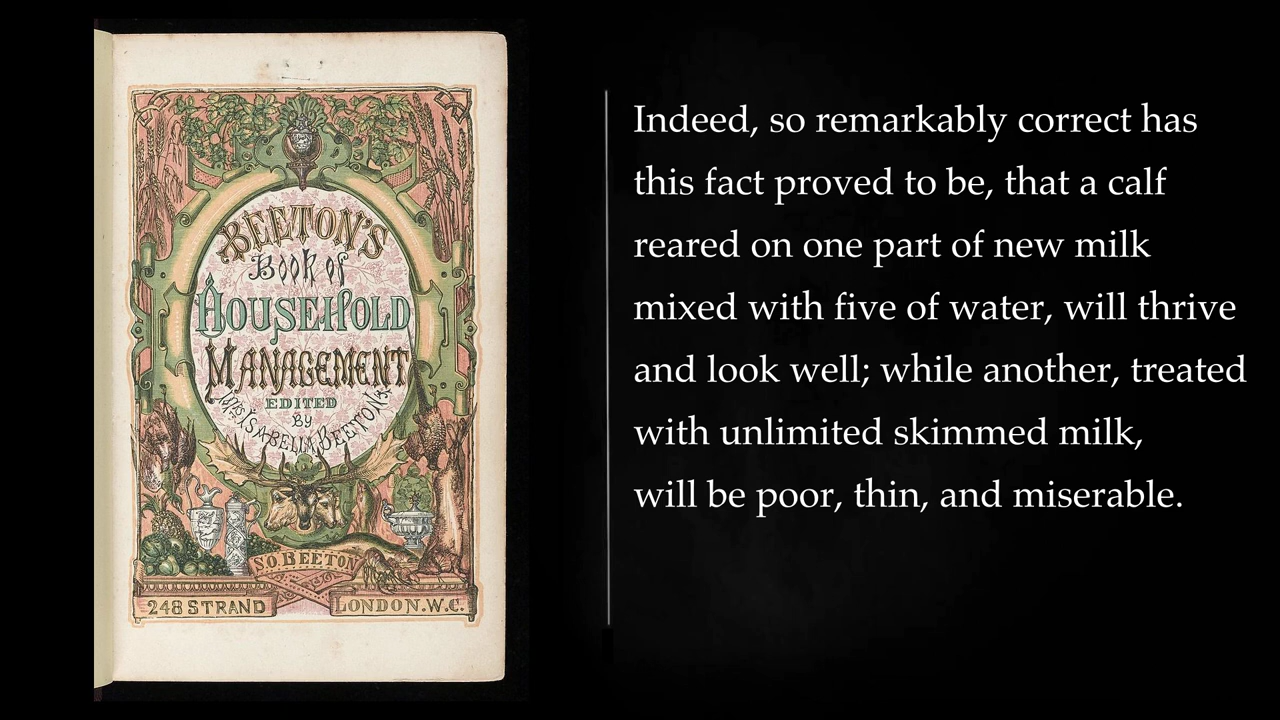 BEETON'S
Book of
HOUSEHOLD
MANAGEMENT
EDITED
BY
MRS ISABELLA BEETON
S.O. BEETON
248 STRAND
LONDON. W.C.
Indeed, so remarkably correct has
this fact proved to be, that a calf
reared on one part of new milk
mixed with five of water, will thrive
and look well; while another, treated
with unlimited skimmed milk,
will be poor, thin, and miserable.